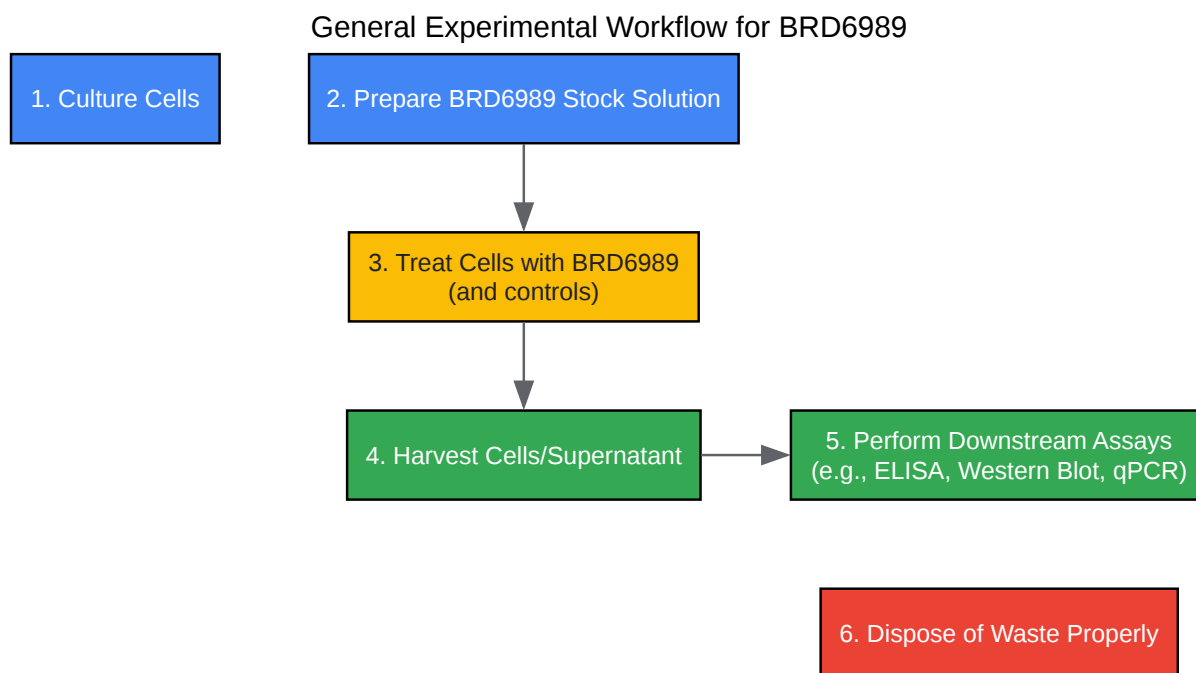 General Experimental Workflow for BRD6989
1. Culture Cells
2. Prepare BRD6989 Stock Solution
3. Treat Cells with BRD6989
(and controls)
4. Harvest Cells/Supernatant
5. Perform Downstream Assays
(e.g., ELISA, Western Blot, qPCR)
6. Dispose of Waste Properly